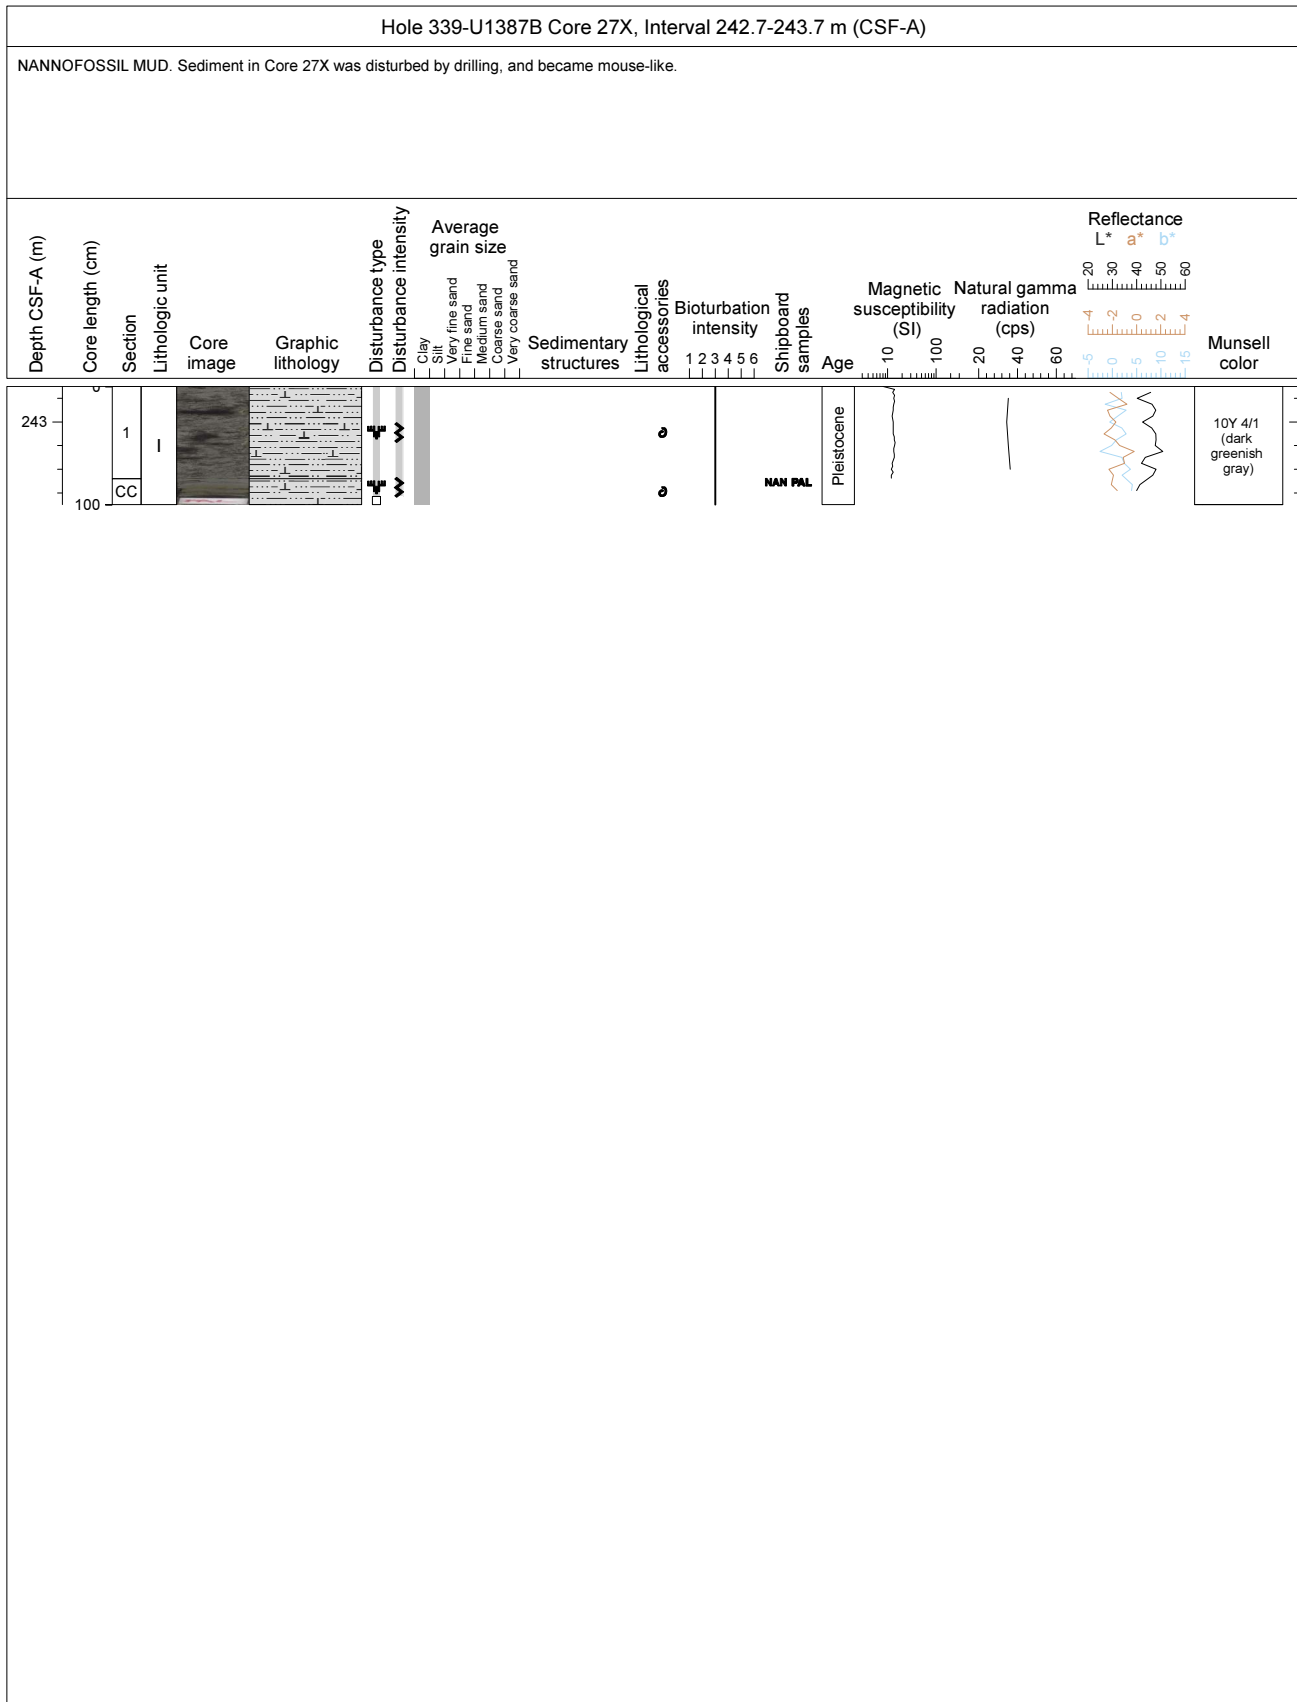 Hole 339-U1387B Core 27X, Interval 242.7-243.7 m (CSF-A)
NANNOFOSSIL MUD. Sediment in Core 27X was disturbed by drilling, and became mouse-like.
Depth CSF-A (m)
Core length (cm)
Section
Lithologic unit
Core
image
Graphic
lithology
Disturbance type
Disturbance intensity
Average
grain size
Clay
Silt
Very fine sand
Fine sand
Medium sand
Coarse sand
Very coarse sand
Sedimentary
structures
Lithological
accessories
Bioturbation
intensity
1 2 3 4 5 6
Shipboard
samples
Age
Magnetic
susceptibility
(SI)
10 100
Natural gamma
radiation
(cps)
20 40 60
Reflectance
L* a* b*
20 30 40 50 60
-4 -2 0 2 4
-5 0 5 10 15
Munsell
color
0
243
100
1
CC
I
NAN PAL
Pleistocene
10Y 4/1
(dark
greenish
gray)